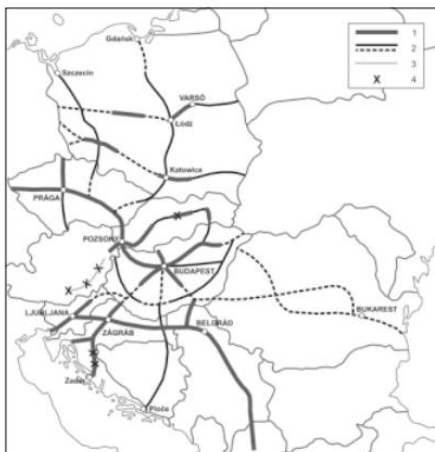 Gdańsk
1
2
3
X 4
Szczecin
VARSÓ
Łódź
Katowice
PRÁGA
POZSONY
BUDAPEST
LJUBLJANA
ZÁGRÁB
BELGRÁD
BUKAREST
Zadar
Ploče